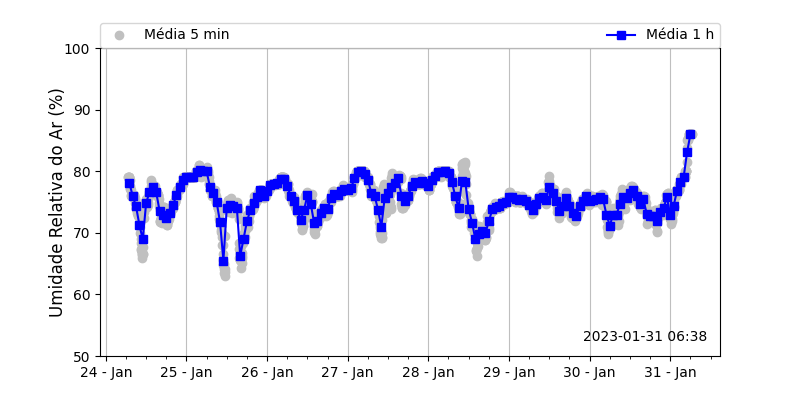 Média 5 min
Média 1 h
Umidade Relativa do Ar (%)
100
90
80
70
60
50
2023-01-31 06:38
24 - Jan
25 - Jan
26 - Jan
27 - Jan
28 - Jan
29 - Jan
30 - Jan
31 - Jan